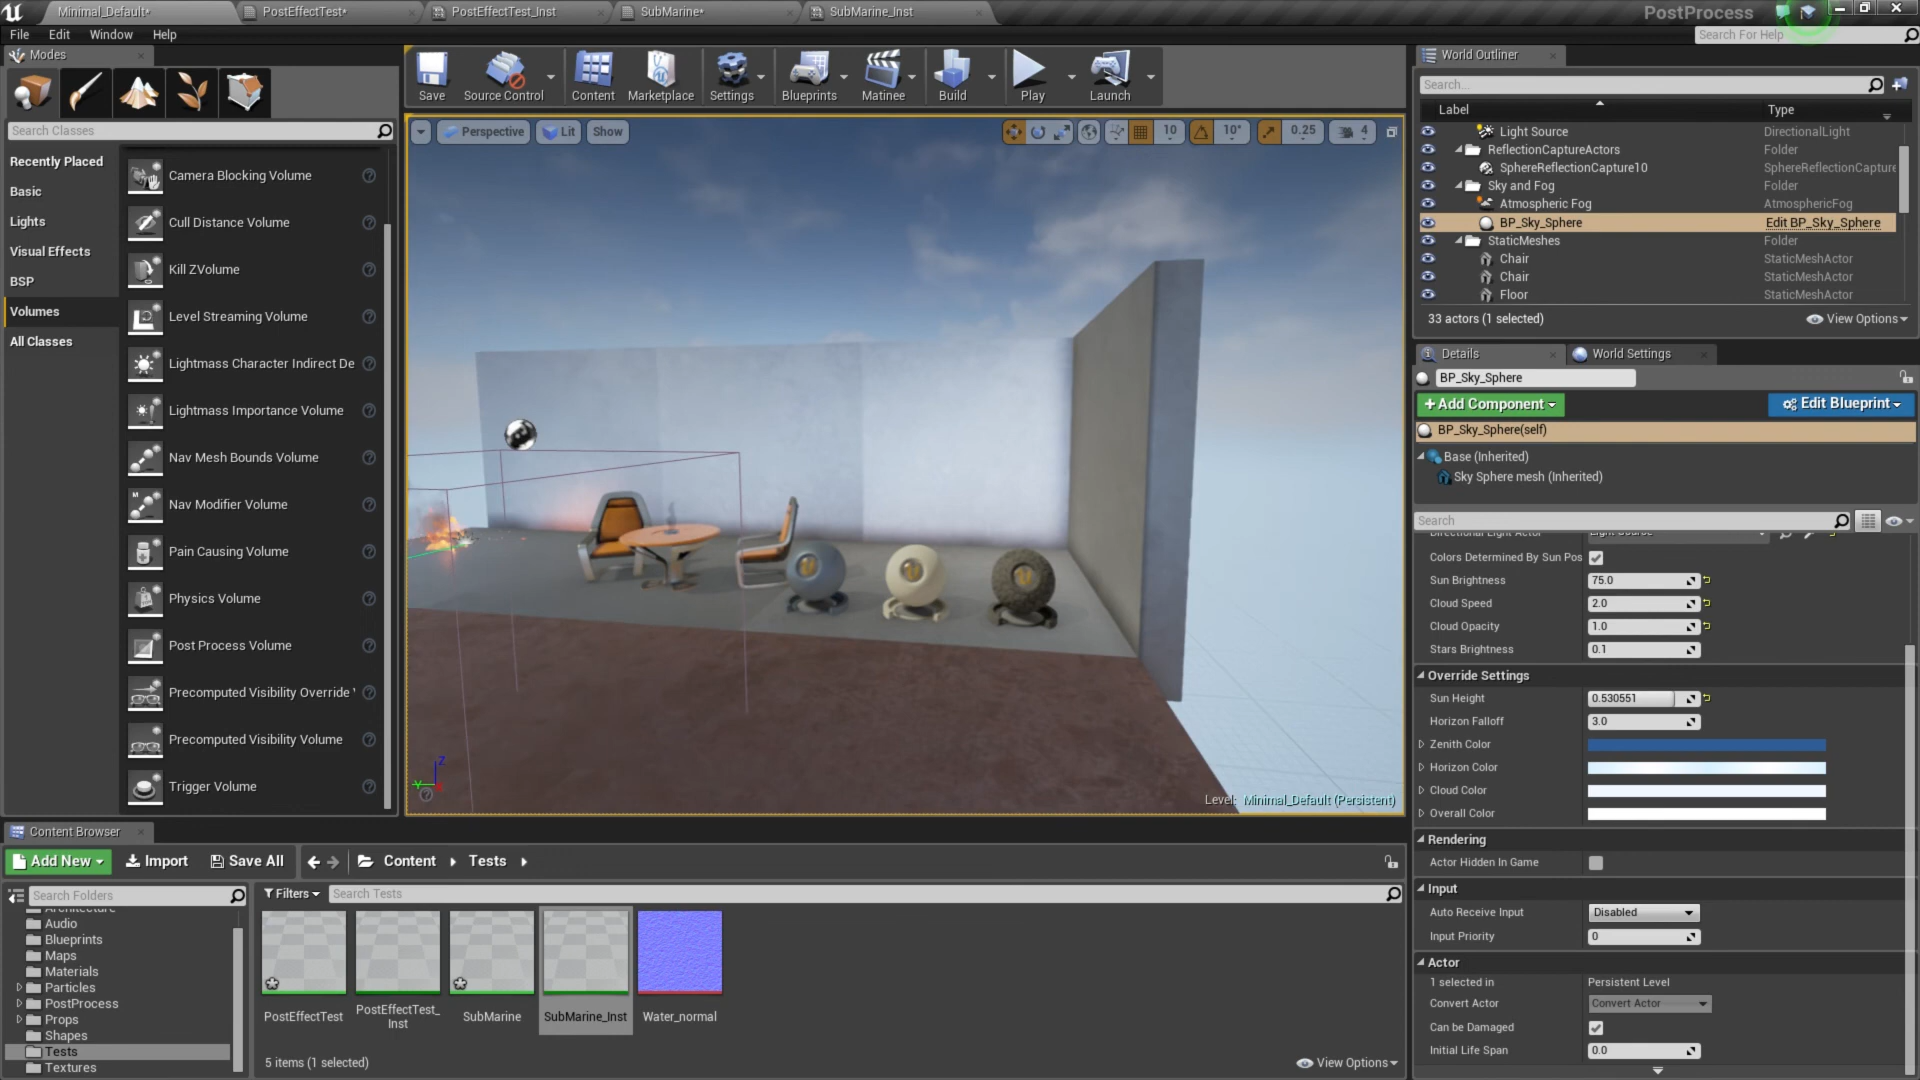 Minimal_Default*
PostEffectTest*
PostEffectTest_Inst
SubMarine*
SubMarine_Inst
PostProcess
File
Edit
Window
Help
Search For Help
Modes
Save
Source Control
Content
Marketplace
Settings
Blueprints
Matinee
Build
Play
Launch
World Outliner
Search...
Label
Type
Search Classes
Perspective
Lit
Show
10
10°
0.25
4
Recently Placed
Basic
Lights
Visual Effects
BSP
Volumes
All Classes
Camera Blocking Volume
Cull Distance Volume
Kill ZVolume
Level Streaming Volume
Lightmass Character Indirect De
Lightmass Importance Volume
Nav Mesh Bounds Volume
Nav Modifier Volume
Pain Causing Volume
Physics Volume
Post Process Volume
Precomputed Visibility Override
Precomputed Visibility Volume
Trigger Volume
Light Source DirectionalLight
ReflectionCaptureActors Folder
SphereReflectionCapture10 SphereReflectionCapture
Sky and Fog Folder
Atmospheric Fog AtmosphericFog
BP_Sky_Sphere Edit BP_Sky_Sphere
StaticMeshes Folder
Chair StaticMeshActor
Chair StaticMeshActor
Floor StaticMeshActor
33 actors (1 selected)
View Options
Details
World Settings
BP_Sky_Sphere
+Add Component
Edit Blueprint
BP_Sky_Sphere(self)
Base (Inherited)
Sky Sphere mesh (Inherited)
Search
Directional Light Actor Light Source
Colors Determined By Sun Pos
Sun Brightness 75.0
Cloud Speed 2.0
Cloud Opacity 1.0
Stars Brightness 0.1
Override Settings
Sun Height 0.530551
Horizon Falloff 3.0
Zenith Color
Horizon Color
Cloud Color
Overall Color
Rendering
Actor Hidden In Game
Input
Auto Receive Input Disabled
Input Priority 0
Actor
1 selected in Persistent Level
Convert Actor Convert Actor
Can be Damaged
Initial Life Span 0.0
Z
Y
Level: Minimal_Default (Persistent)
Content Browser
Add New
Import
Save All
Content
Tests
Search Folders
Filters
Search Tests
Architecture
Audio
Blueprints
Maps
Materials
Particles
PostProcess
Props
Shapes
Tests
Textures
PostEffectTest
PostEffectTest_
Inst
SubMarine
SubMarine_Inst
Water_normal
5 items (1 selected)
View Options